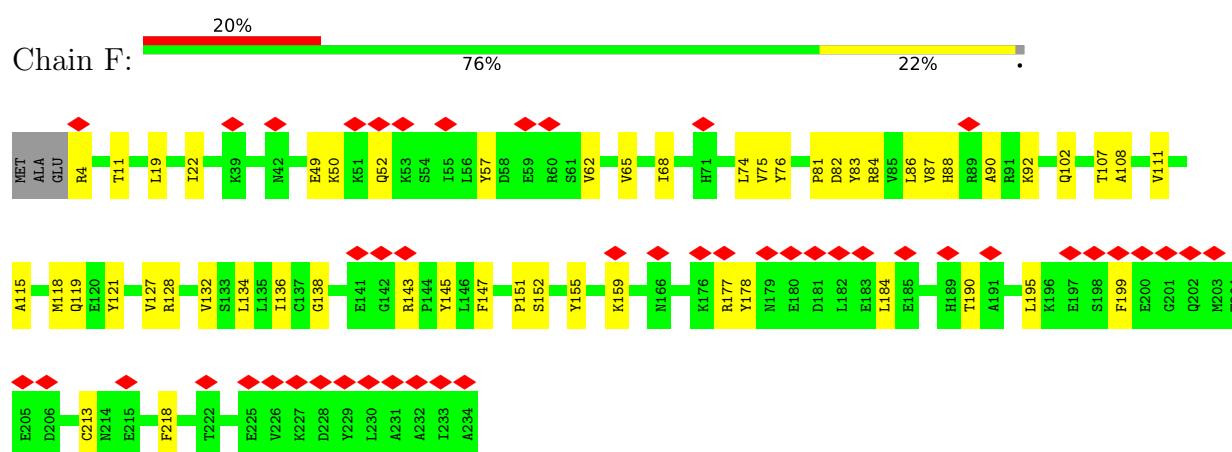 20%
Chain F:
76% 22% •
MET ALA GLU R4 T11 L19 I22 K39 N42 E49 K50 K51 Q52 K53 S54 I55 L56 Y57 D58 E59 R60 S61 V62 V65 I68 H71 L74 V75 Y76 P81 D82 Y83 R84 V85 L86 V87 H88 R89 A90 R91 K92 Q102 T107 A108 V111
A115 M118 Q119 E120 Y121 V127 R128 V132 S133 L134 L135 I136 C137 G138 E141 G142 R143 P144 Y145 L146 F147 P151 S152 Y155 K159 N166 K176 R177 Y178 N179 E180 D181 L182 E183 L184 E185 H189 T190 A191 L195 K196 E197 S198 F199 E200 G201 Q202 M203
E205 D206 C213 N214 E215 F218 T222 E225 V226 K227 D228 Y229 L230 A231 A232 I233 A234